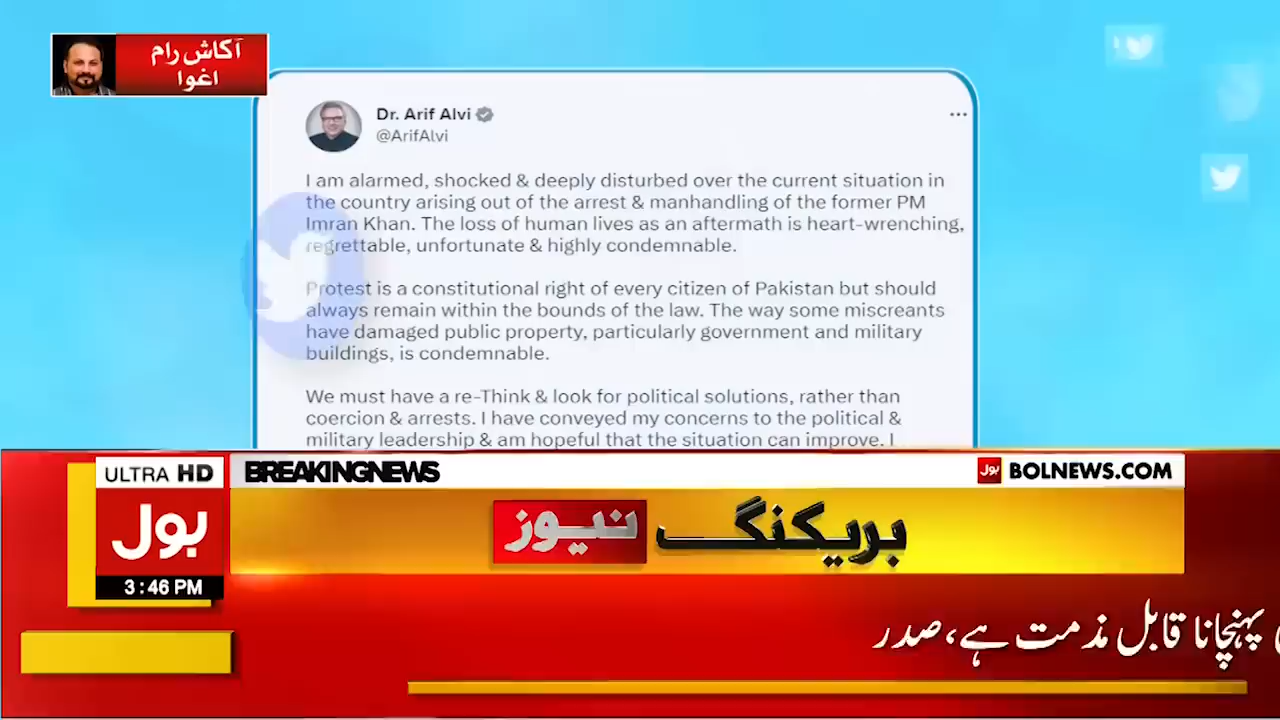 آکاش رام
اغوا
Dr. Arif Alvi
@ArifAlvi
I am alarmed, shocked & deeply disturbed over the current situation in
the country arising out of the arrest & manhandling of the former PM
Imran Khan. The loss of human lives as an aftermath is heart-wrenching,
regrettable, unfortunate & highly condemnable.
Protest is a constitutional right of every citizen of Pakistan but should
always remain within the bounds of the law. The way some miscreants
have damaged public property, particularly government and military
buildings, is condemnable.
We must have a re-Think & look for political solutions, rather than
coercion & arrests. I have conveyed my concerns to the political &
military leadership & am hopeful that the situation can improve. I
ULTRA HD
BREAKINGNEWS
بول
BOLNEWS.COM
بول
بریکنگ نیوز
3:46 PM
پہنچانا قابل مذمت ہے، صدر